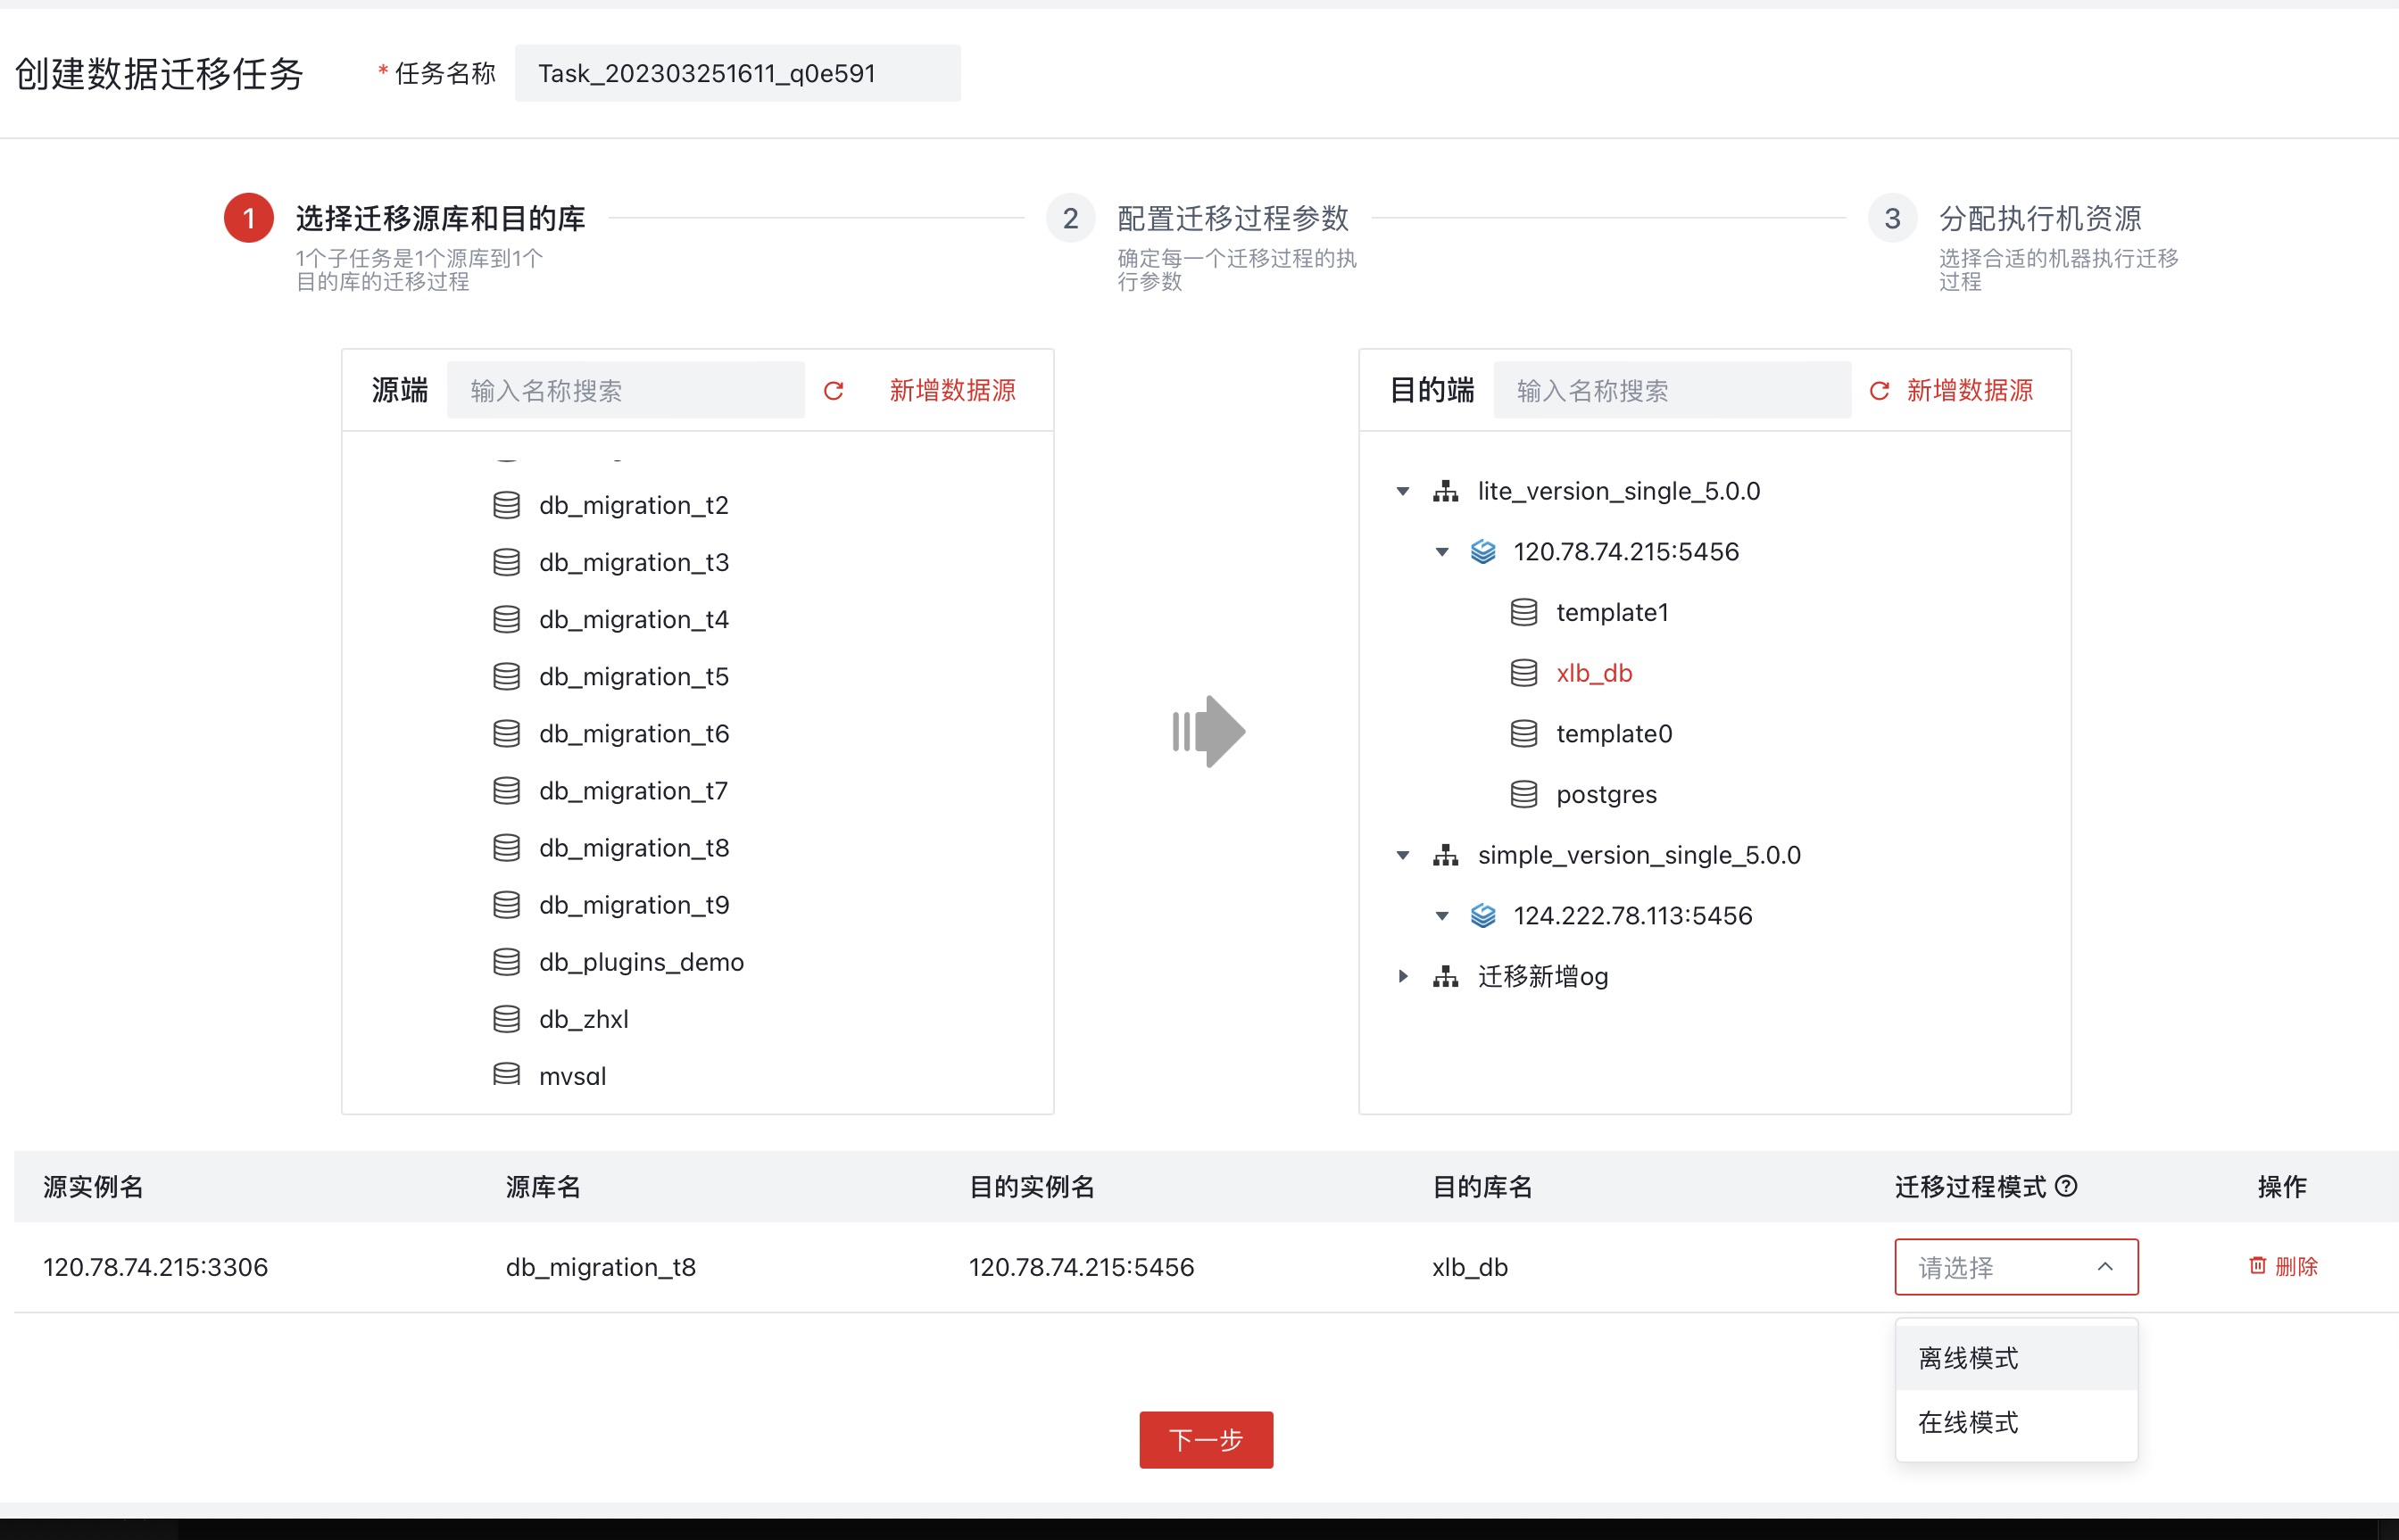 创建数据迁移任务
* 任务名称 Task_202303251611_q0e591
1 选择迁移源库和目的库
1个子任务是1个源库到1个
目的库的迁移过程
2 配置迁移过程参数
确定每一个迁移过程的执
行参数
3 分配执行机资源
选择合适的机器执行迁移
过程
源端 输入名称搜索 新增数据源
db_migration_t2
db_migration_t3
db_migration_t4
db_migration_t5
db_migration_t6
db_migration_t7
db_migration_t8
db_migration_t9
db_plugins_demo
db_zhxl
mysql
目的端 输入名称搜索 新增数据源
lite_version_single_5.0.0
120.78.74.215:5456
template1
xlb_db
template0
postgres
simple_version_single_5.0.0
124.222.78.113:5456
迁移新增og
源实例名 源库名 目的实例名 目的库名 迁移过程模式 操作
120.78.74.215:3306 db_migration_t8 120.78.74.215:5456 xlb_db 请选择 删除
离线模式
在线模式
下一步